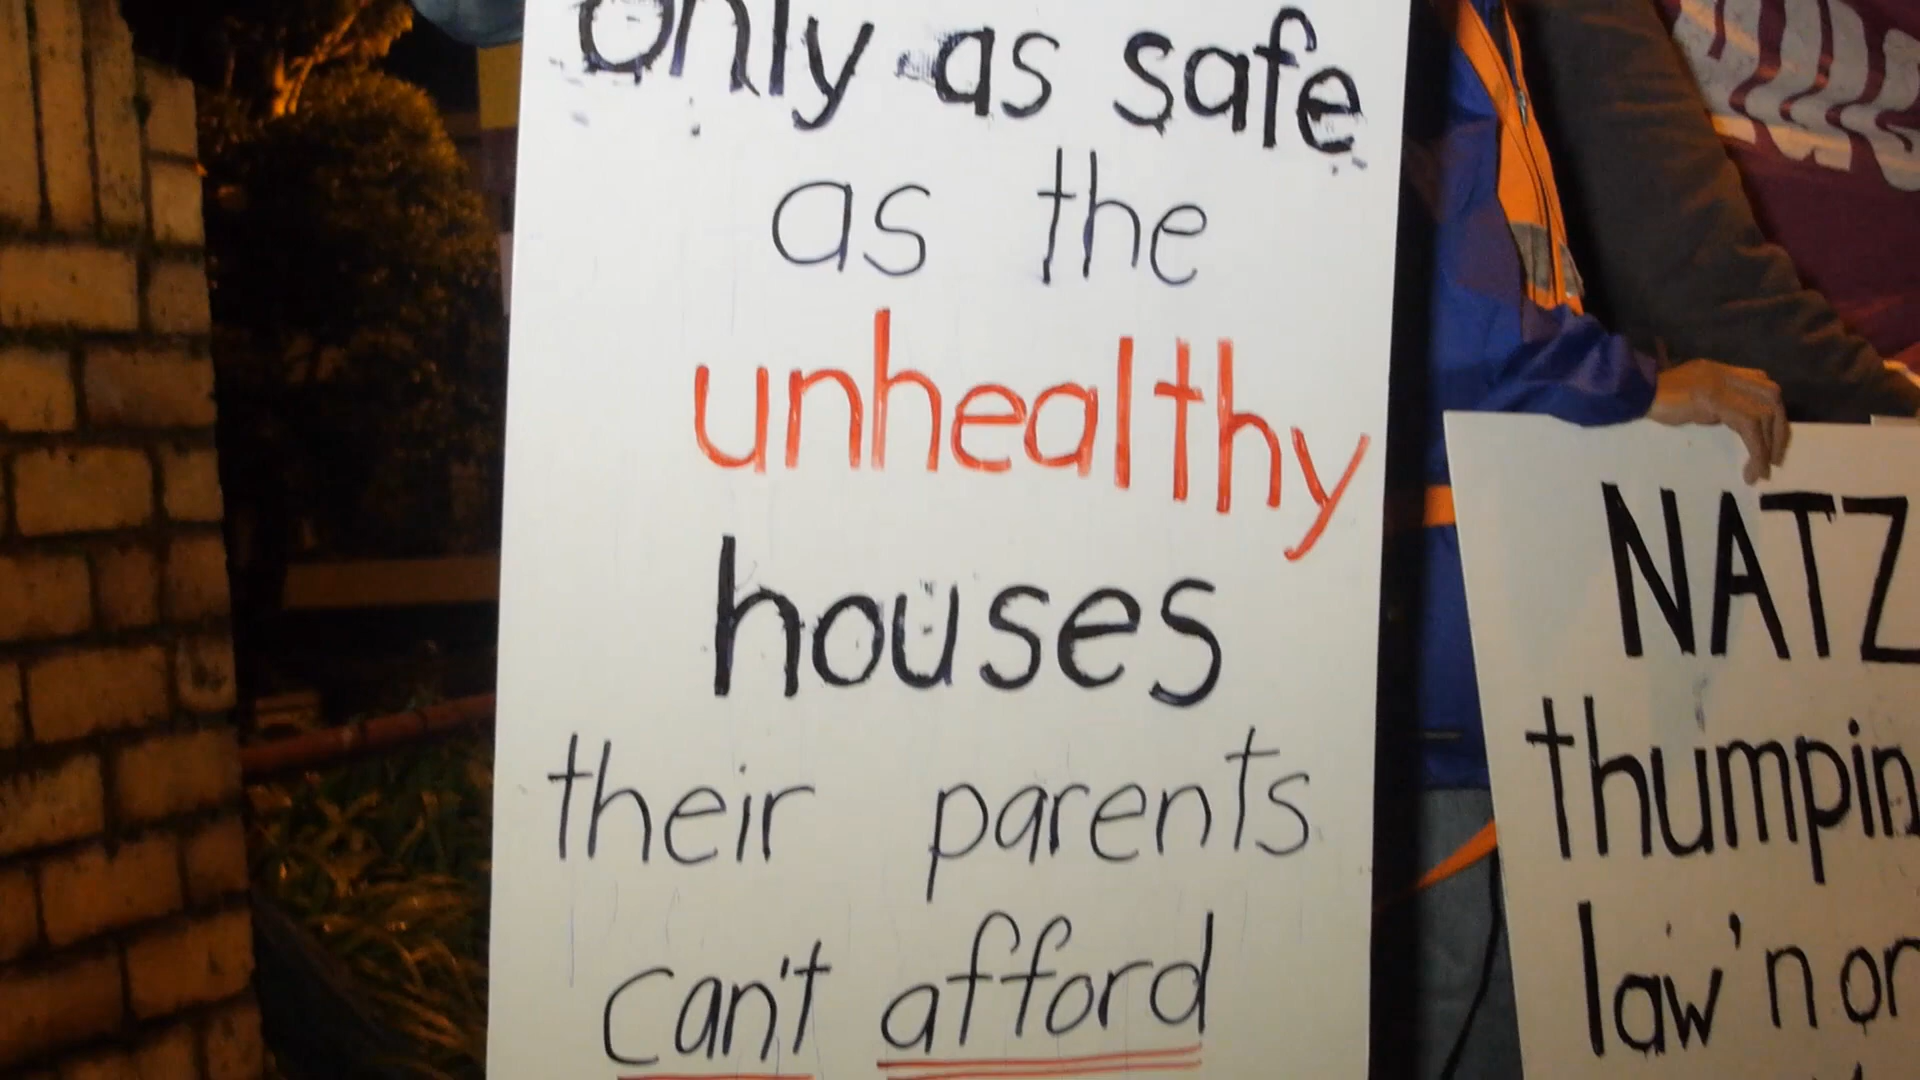 only as safe
as the
unhealthy
houses
their parents
can't afford
NATZ
thumpin
law'n or